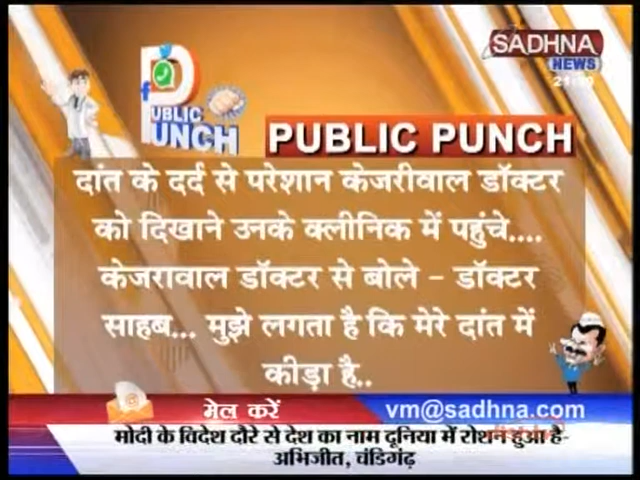 SADHNA
NEWS
PUBLIC
PUNCH
PUBLIC PUNCH
दांत के दर्द से परेशान केजरीवाल डॉक्टर
को दिखाने उनके क्लीनिक में पहुंचे....
केजरावाल डॉक्टर से बोले - डॉक्टर
साहब... मुझे लगता है कि मेरे दांत में
कीड़ा है..
मेल करें
vm@sadhna.com
मोदी के विदेश दौरे से देश का नाम दूनिया में रोशन हुआ है-
अभिजीत, चंडिगढ़